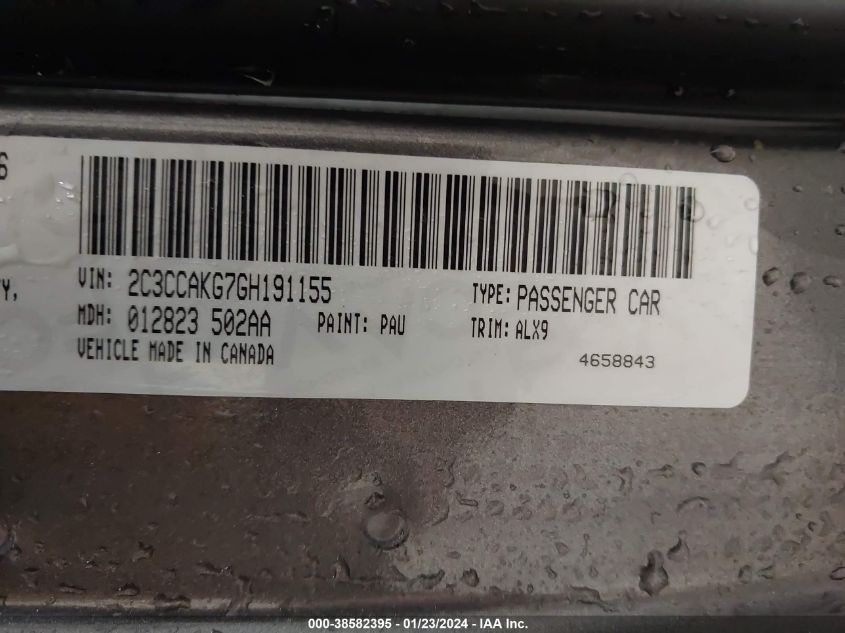 6
Y,
VIN: 2C3CCAKG7GH191155 TYPE: PASSENGER CAR
MDH: 012823 502AA PAINT: PAU TRIM: ALX9
VEHICLE MADE IN CANADA 4658843
000-38582395 - 01/23/2024 - IAA Inc.